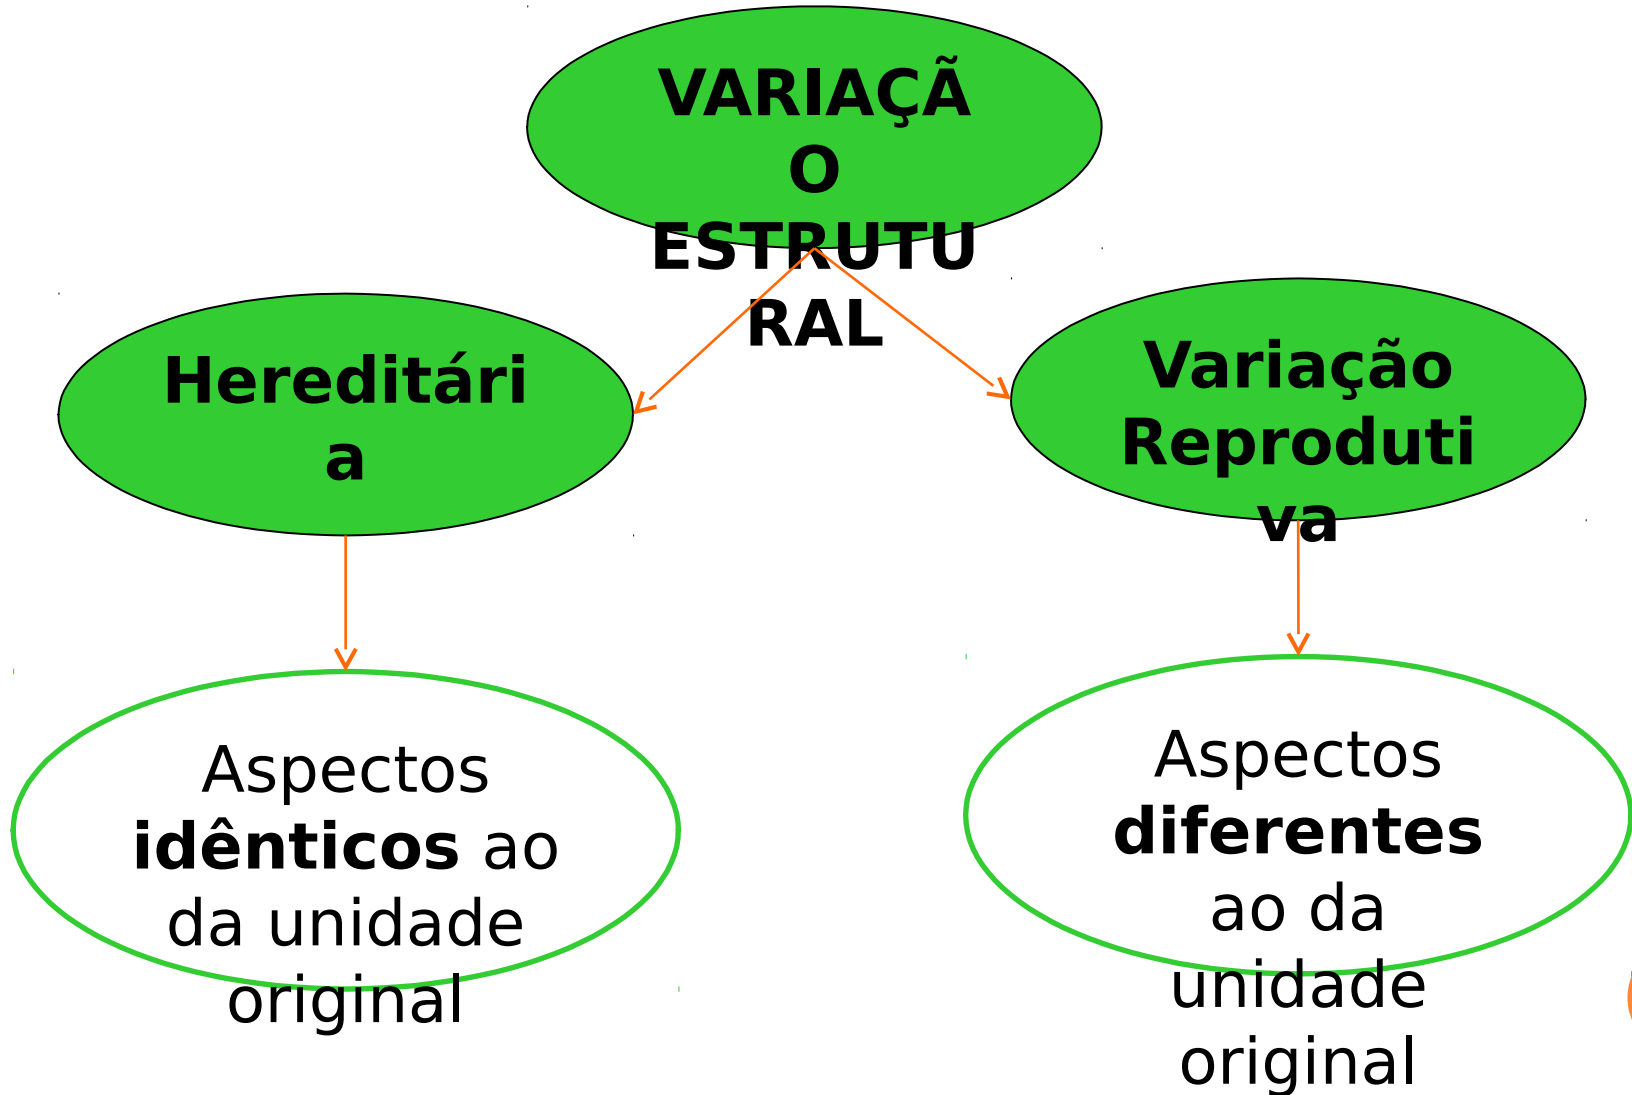 VARIAÇÃ
O
ESTRUTU
RAL
Hereditári
a
Variação
Reproduti
va
Aspectos
idênticos ao
da unidade
original
Aspectos
diferentes
ao da
unidade
original